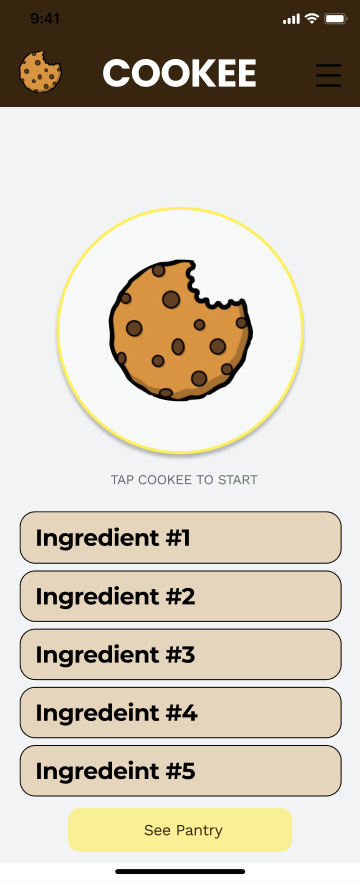 9:41
COOKEE
TAP COOKEE TO START
Ingredient #1
Ingredient #2
Ingredient #3
Ingredeint #4
Ingredeint #5
See Pantry